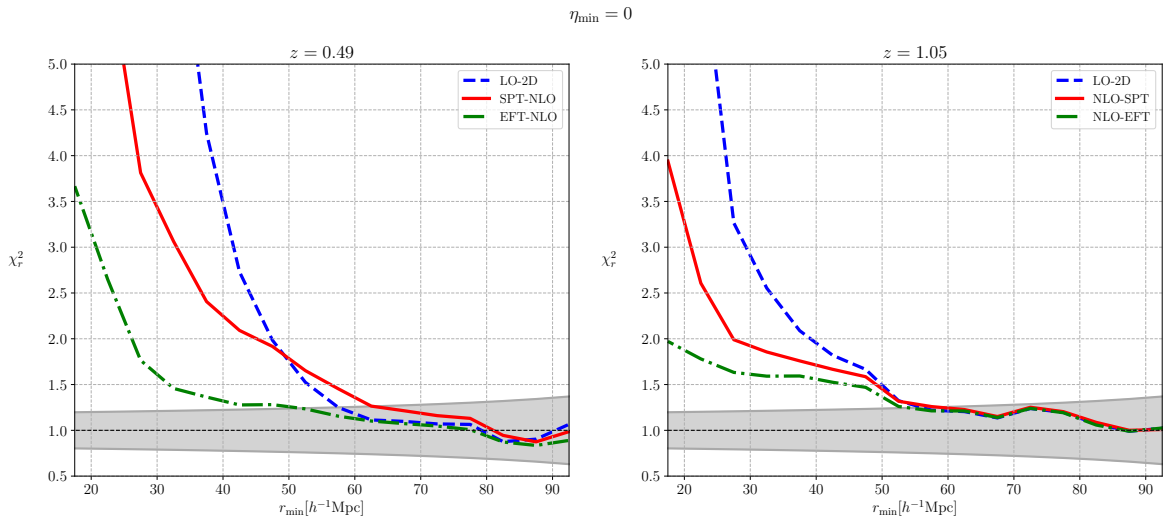 η_min = 0
z = 0.49
5.0
4.5
4.0
3.5
3.0
2.5
2.0
1.5
1.0
0.5
χ_r^2
LO-2D
SPT-NLO
EFT-NLO
20 30 40 50 60 70 80 90
r_min[h^−1Mpc]
z = 1.05
5.0
4.5
4.0
3.5
3.0
2.5
2.0
1.5
1.0
0.5
χ_r^2
LO-2D
NLO-SPT
NLO-EFT
20 30 40 50 60 70 80 90
r_min[h^−1Mpc]